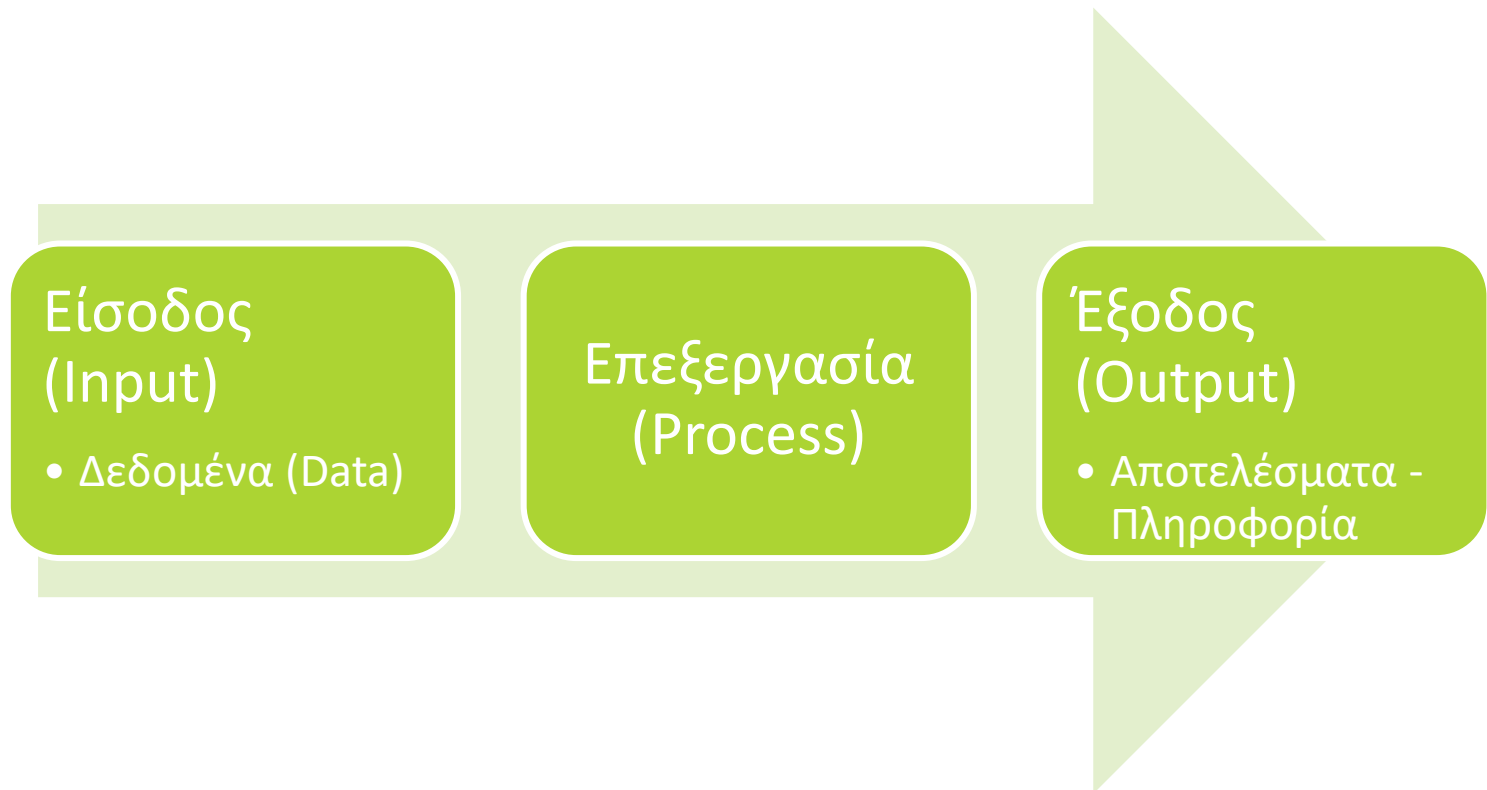 Είσοδος
(Input)
• Δεδομένα (Data)
Επεξεργασία
(Process)
Έξοδος
(Output)
• Αποτελέσματα -
Πληροφορία